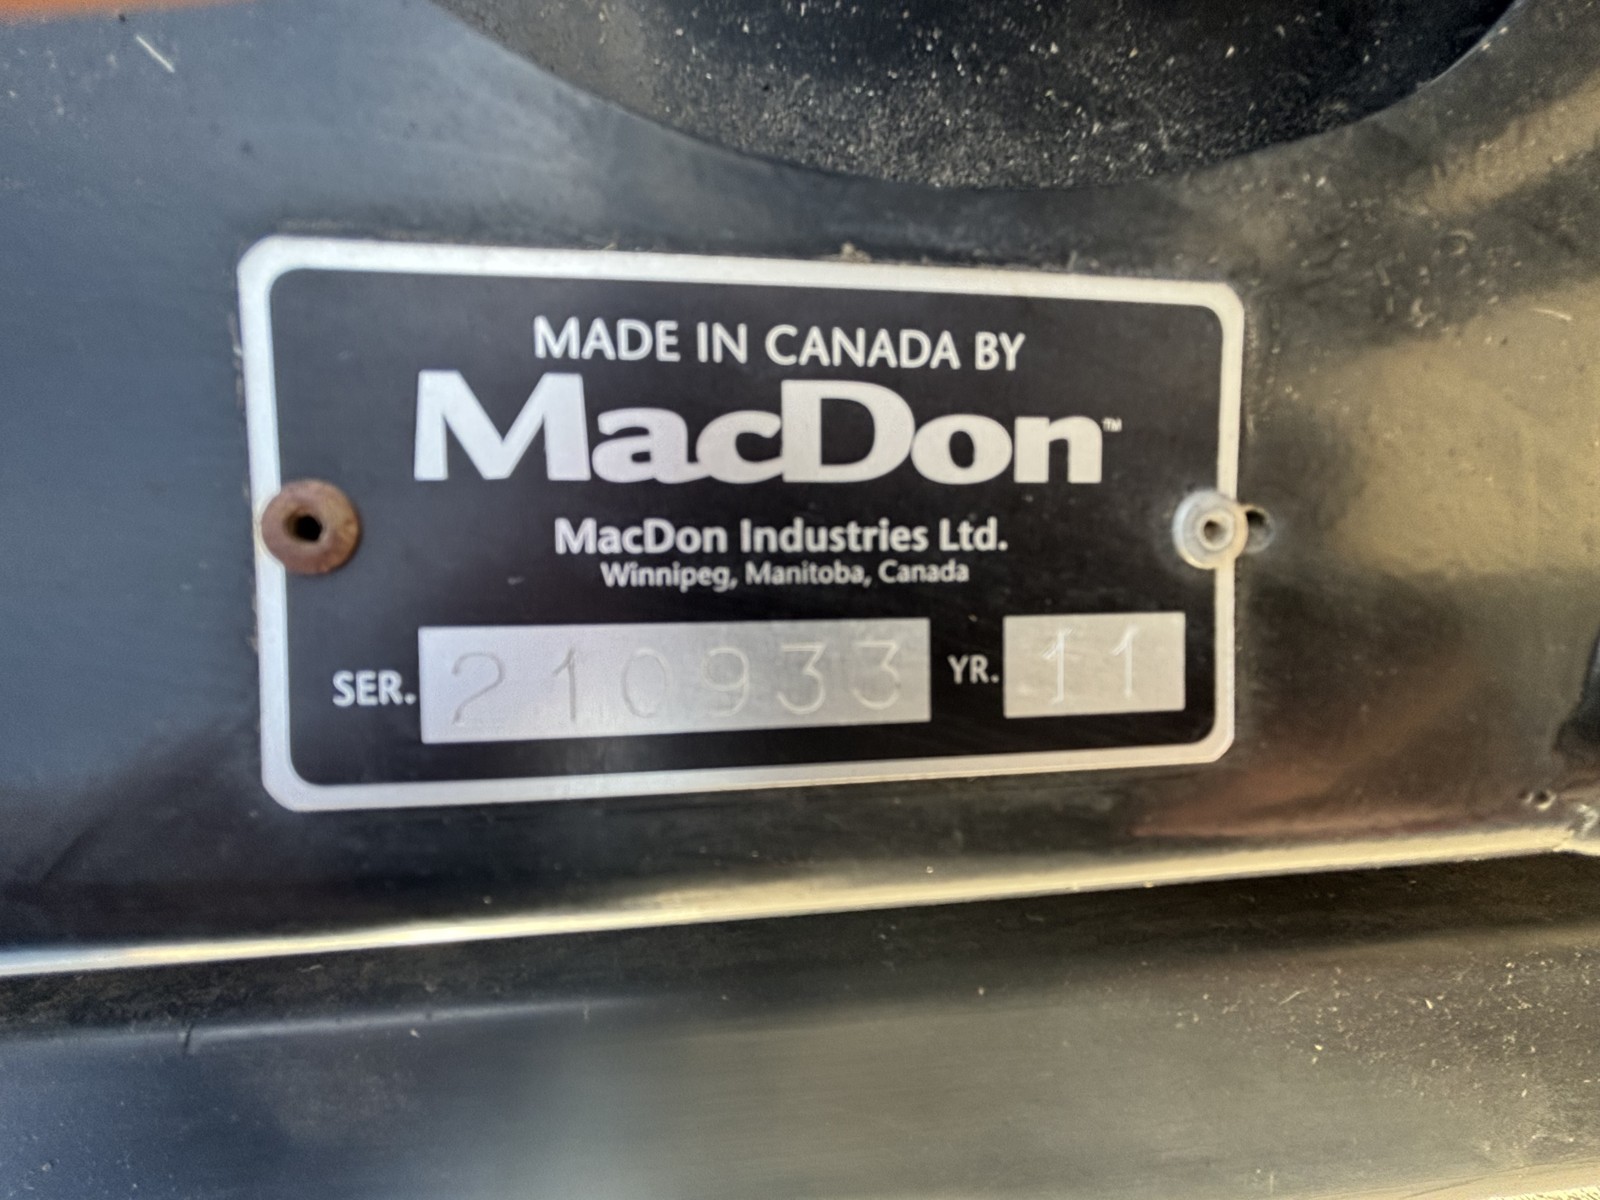 MADE IN CANADA BY
MacDon™
MacDon Industries Ltd.
Winnipeg, Manitoba, Canada
SER. 210933 YR. 11